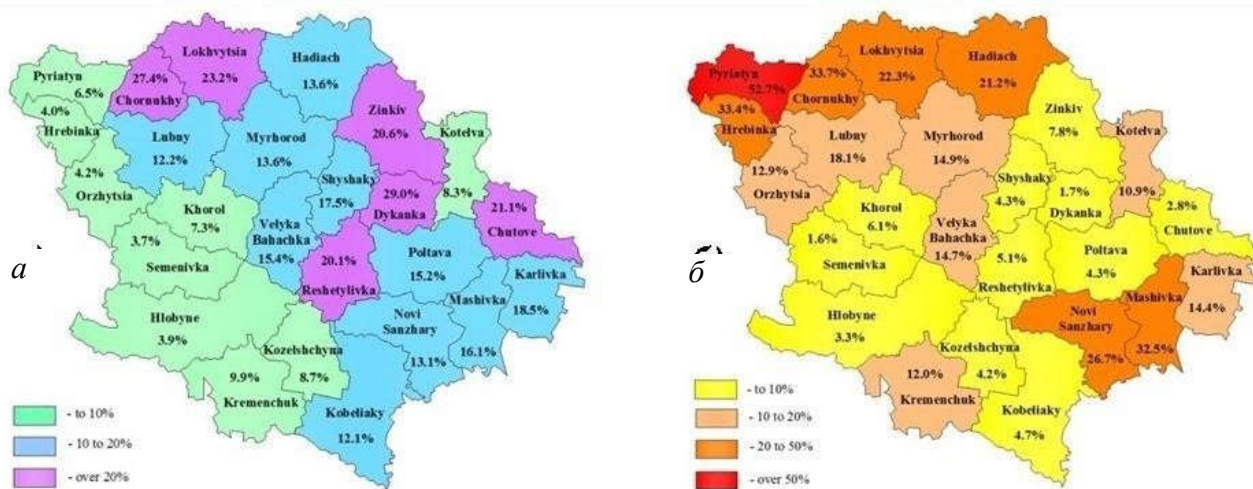 Lokhvytsia
23.2%
Hadiach
13.6%
Pyriatyn
6.5%
27.4%
Chornukhy
4.0%
Hrebinka
Zinkiv
20.6%
Kotelva
8.3%
Lubny
12.2%
Myrhorod
13.6%
4.2%
Orzhytsia
Shyshaky
17.5%
29.0%
Dykanka
21.1%
Chutove
Khorol
7.3%
Velyka
Bahachka
15.4%
3.7%
Semenivka
20.1%
Reshetylivka
Poltava
15.2%
Karlivka
18.5%
Mashivka
16.1%
а
Hlobyne
3.9%
Novi
Sanzhary
13.1%
Kozelshchyna
8.7%
9.9%
Kremenchuk
Kobeliaky
12.1%
- to 10%
- 10 to 20%
- over 20%
Lokhvytsia
22.3%
Hadiach
21.2%
Pyriatyn
52.7%
33.7%
Chornukhy
33.4%
Hrebinka
Zinkiv
7.8%
Kotelva
10.9%
Lubny
18.1%
Myrhorod
14.9%
12.9%
Orzhytsia
Shyshaky
4.3%
1.7%
Dykanka
2.8%
Chutove
Khorol
6.1%
Velyka
Bahachka
14.7%
1.6%
Semenivka
5.1%
Reshetylivka
Poltava
4.3%
Karlivka
14.4%
Mashivka
32.5%
б
Hlobyne
3.3%
Novi
Sanzhary
26.7%
Kozelshchyna
4.2%
12.0%
Kremenchuk
Kobeliaky
4.7%
- to 10%
- 10 to 20%
- 20 to 50%
- over 50%